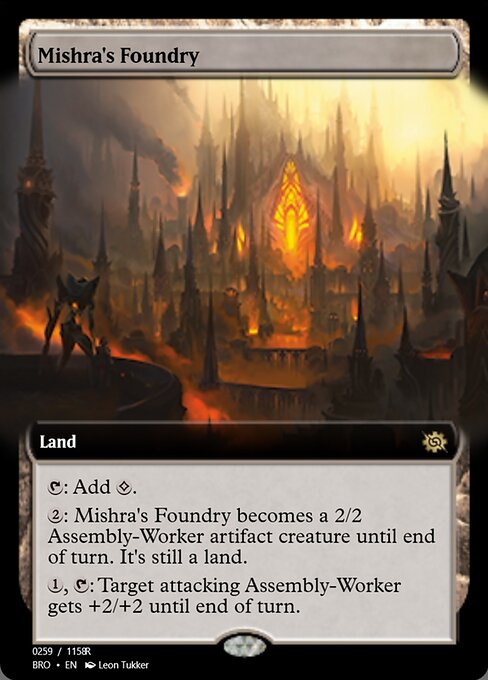 Mishra's Foundry
Land
: Add .
2: Mishra's Foundry becomes a 2/2
Assembly-Worker artifact creature until end
of turn. It's still a land.
1, : Target attacking Assembly-Worker
gets +2/+2 until end of turn.
0259 / 1158R
BRO • EN Leon Tukker